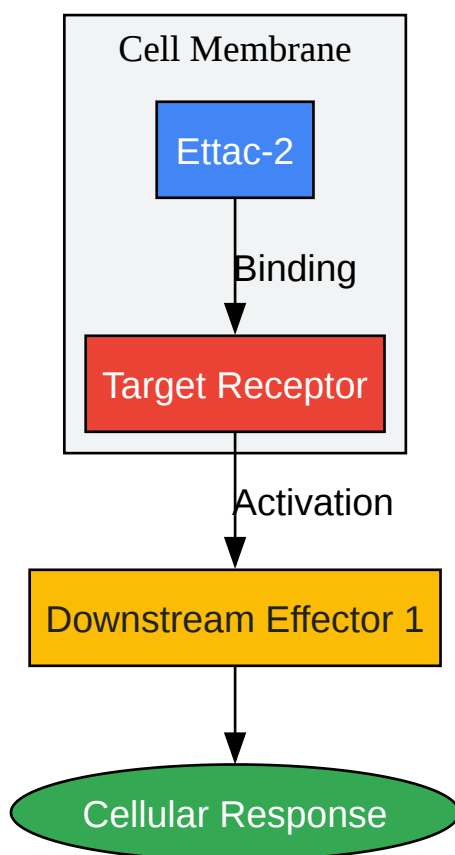 Cell Membrane
Ettac-2
Binding
Target Receptor
Activation
Downstream Effector 1
Cellular Response